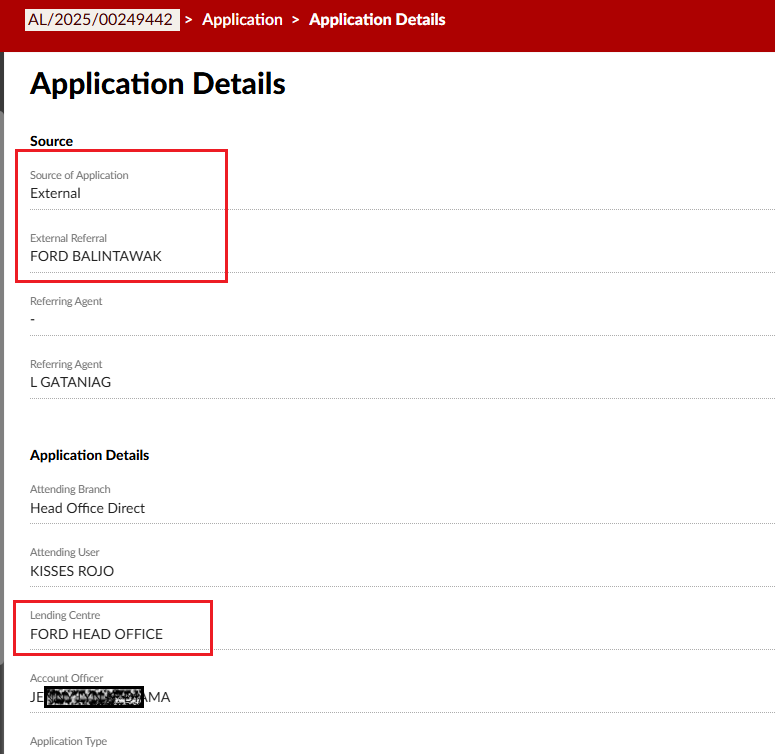 AL/2025/00249442 > Application > Application Details
Application Details
Source
Source of Application
External
External Referral
FORD BALINTAWAK
Referring Agent
-
Referring Agent
L GATANIAG
Application Details
Attending Branch
Head Office Direct
Attending User
KISSES ROJO
Lending Centre
FORD HEAD OFFICE
Account Officer
Application Type